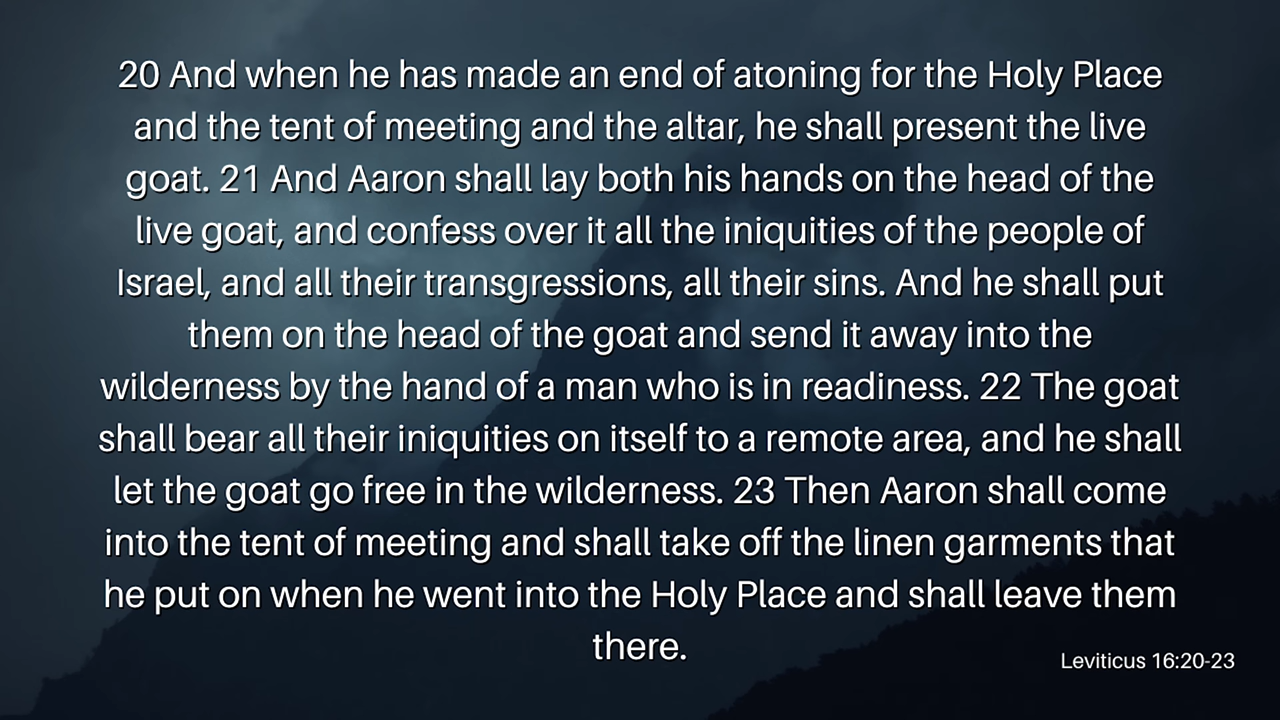 20 And when he has made an end of atoning for the Holy Place
and the tent of meeting and the altar, he shall present the live
goat. 21 And Aaron shall lay both his hands on the head of the
live goat, and confess over it all the iniquities of the people of
Israel, and all their transgressions, all their sins. And he shall put
them on the head of the goat and send it away into the
wilderness by the hand of a man who is in readiness. 22 The goat
shall bear all their iniquities on itself to a remote area, and he shall
let the goat go free in the wilderness. 23 Then Aaron shall come
into the tent of meeting and shall take off the linen garments that
he put on when he went into the Holy Place and shall leave them
there.
Leviticus 16:20-23